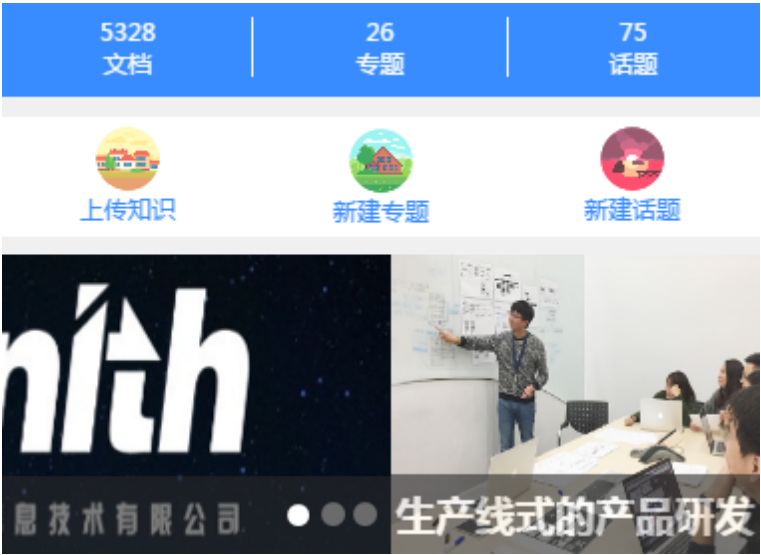 5328
26
75
文档
专题
话题
上传知识
新建专题
新建话题
nith
息技术有限公司
生产线式的产品研发